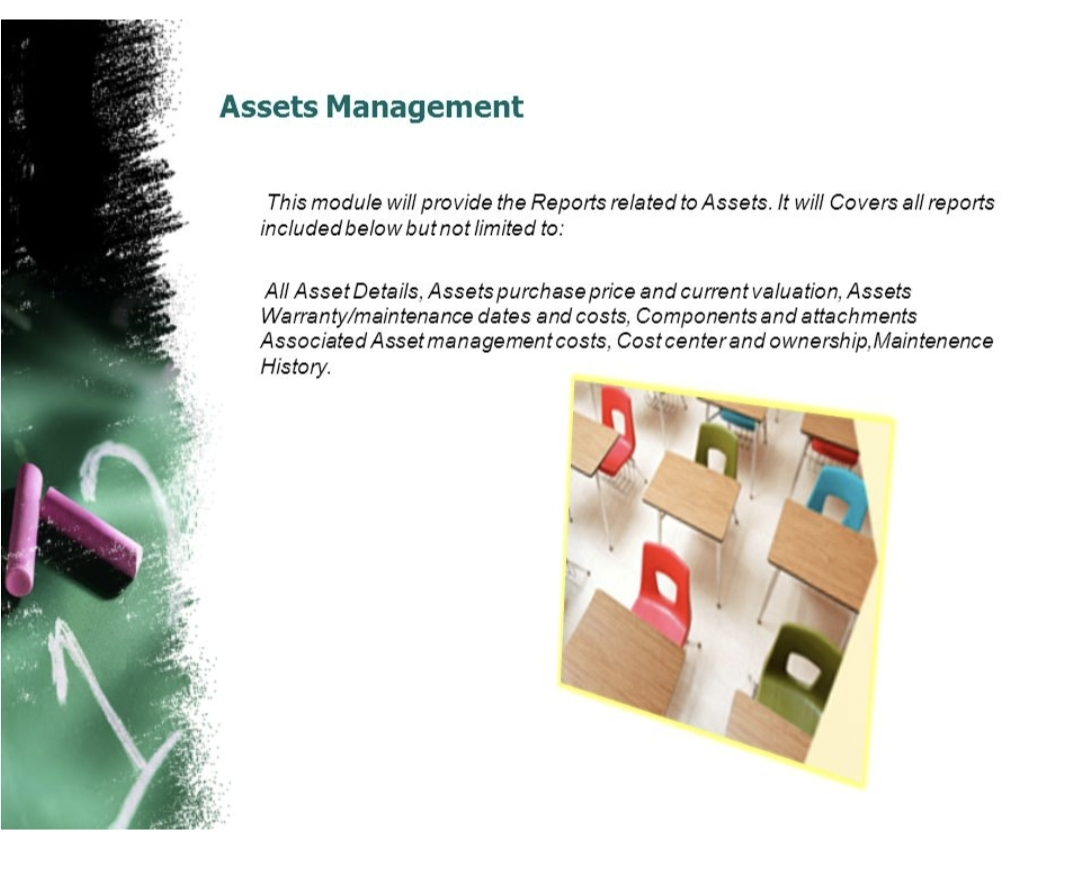 Assets Management
This module will provide the Reports related to Assets. It will Covers all reports
included below but not limited to:
All Asset Details, Assets purchase price and current valuation, Assets
Warranty/maintenance dates and costs, Components and attachments
Associated Asset management costs, Cost center and ownership,Maintenence
History.